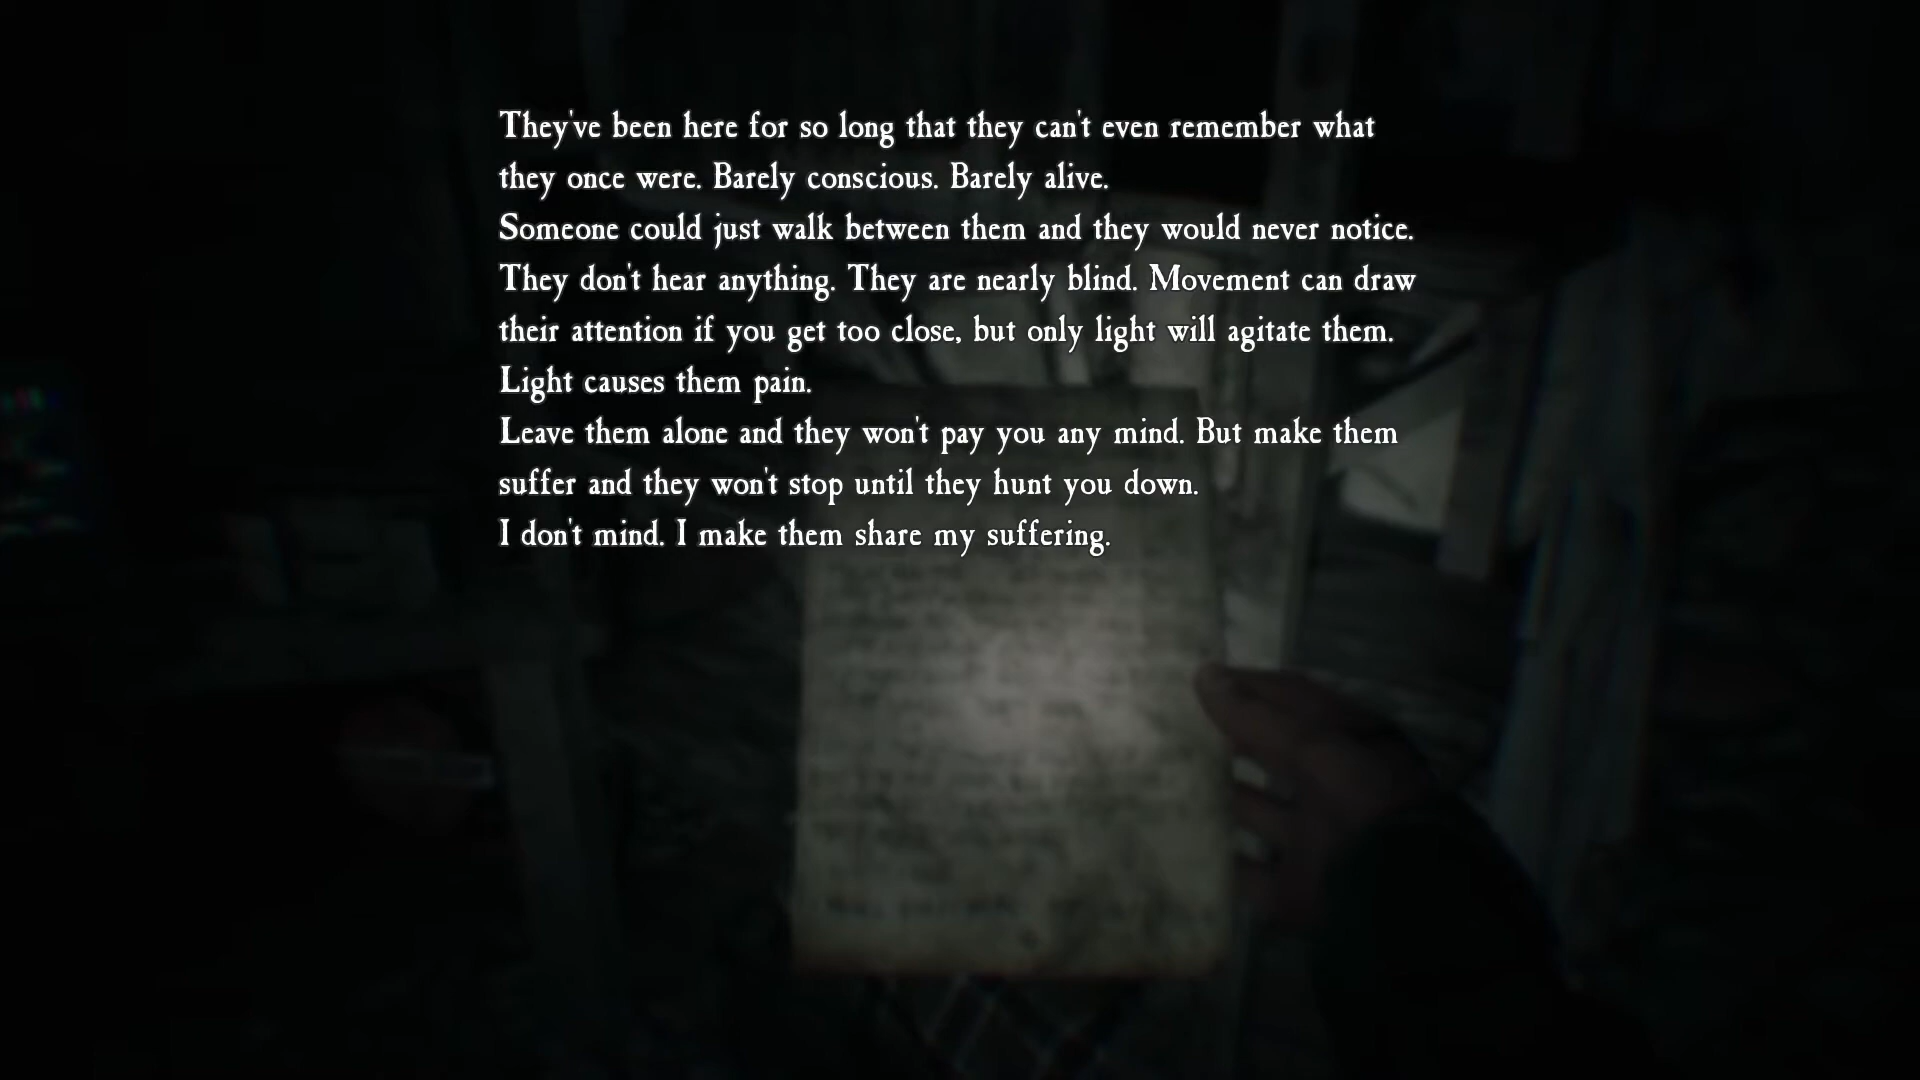 They've been here for so long that they can't even remember what
they once were. Barely conscious. Barely alive.
Someone could just walk between them and they would never notice.
They don't hear anything. They are nearly blind. Movement can draw
their attention if you get too close, but only light will agitate them.
Light causes them pain.
Leave them alone and they won't pay you any mind. But make them
suffer and they won't stop until they hunt you down.
I don't mind. I make them share my suffering.